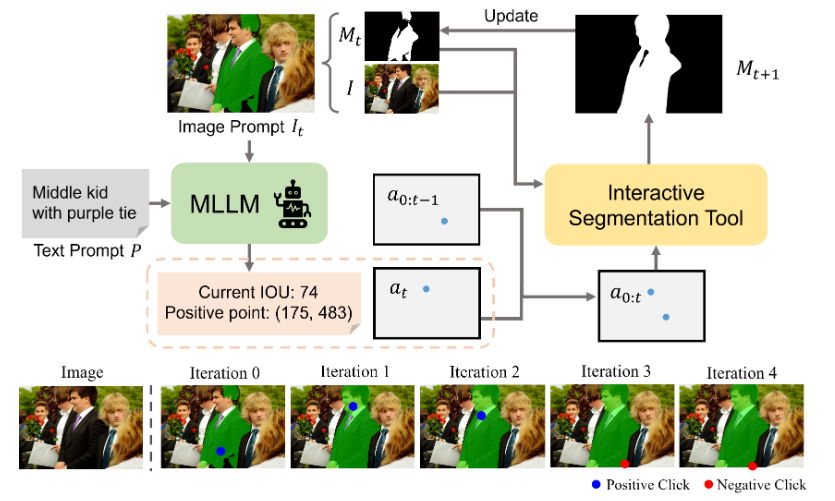 Update
M_t
I
M_{t+1}
Image Prompt I_t
Middle kid
with purple tie
MLLM
Text Prompt P
a_{0:t−1}
Interactive
Segmentation Tool
Current IOU: 74
Positive point: (175, 483)
a_t
a_{0:t}
Image
Iteration 0
Iteration 1
Iteration 2
Iteration 3
Iteration 4
Positive Click
Negative Click